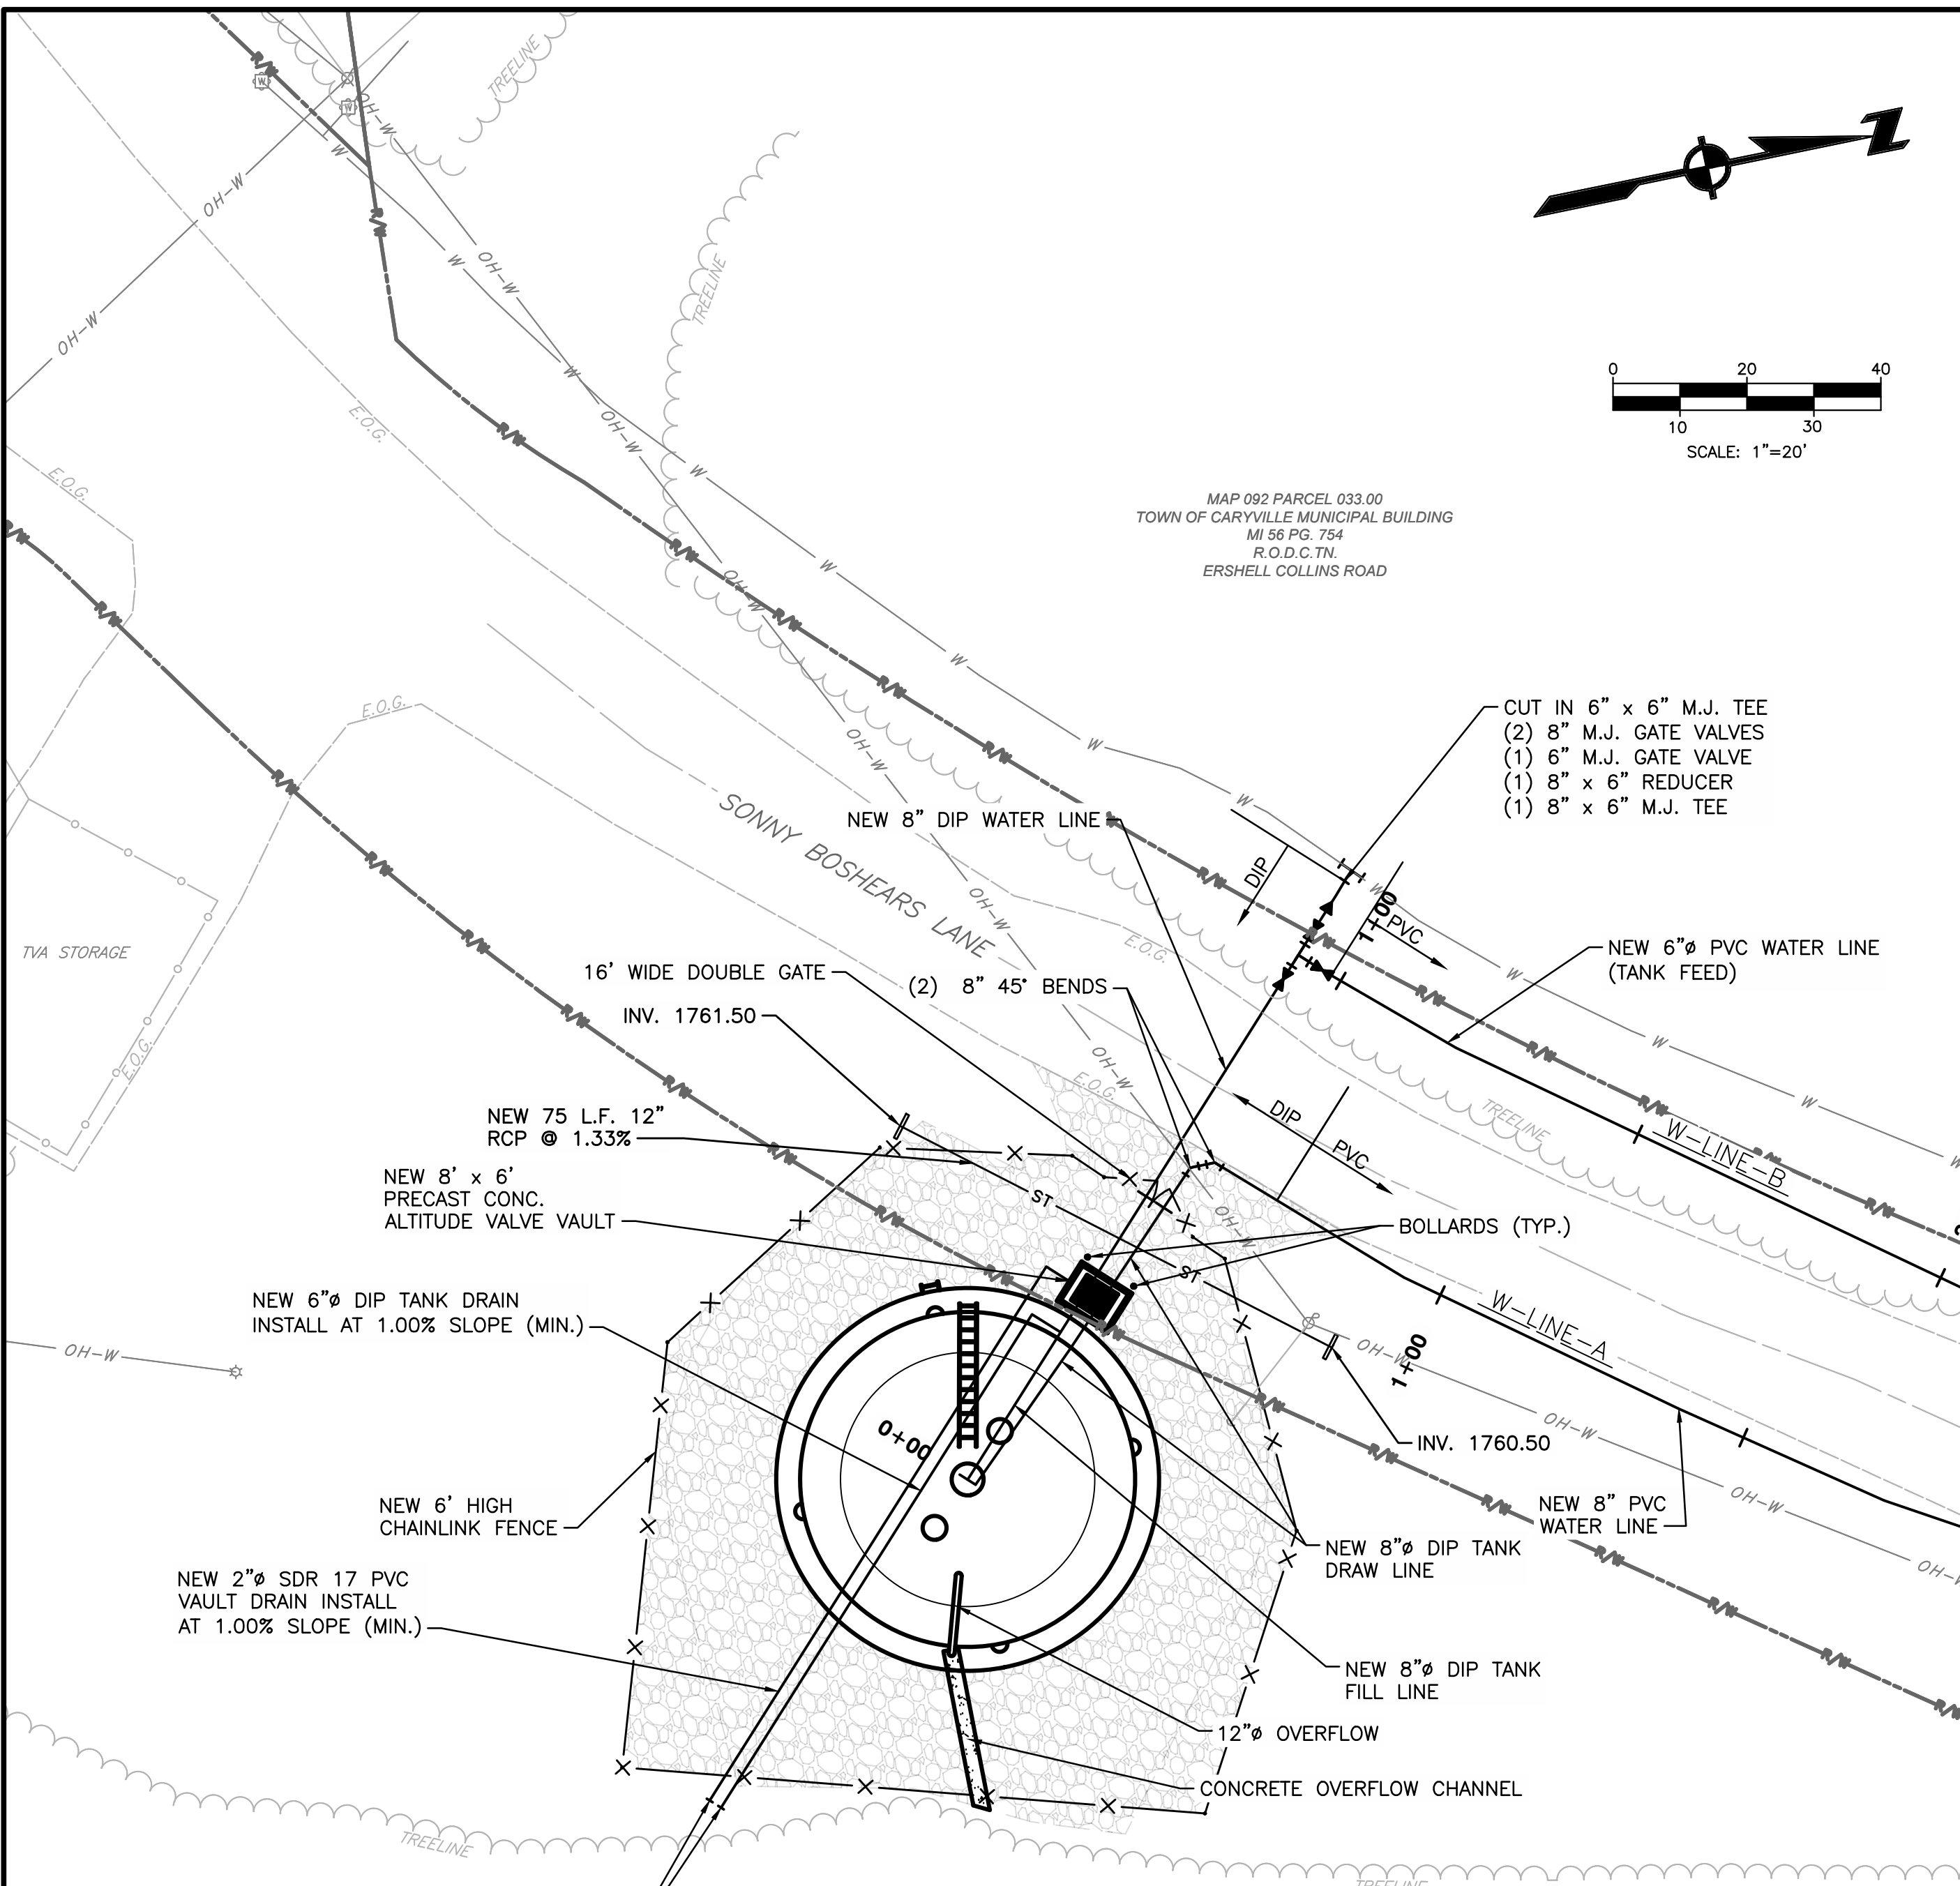 TREELINE
R/W
W
W
OH-W
R/W
W
OH-W
W
W
OH-W
TREELINE
OH-W
E.O.G.
W
R/W
OH-W
W
E.O.G.
R/W
R/W
W
OH-W
R/W
R/W
W
R/W
OH-W
R/W
W
W
R/W
Z
0 20 40
10 30
SCALE: 1"=20'
MAP 092 PARCEL 033.00
TOWN OF CARYVILLE MUNICIPAL BUILDING
MI 56 PG. 754
R.O.D.C.TN.
ERSHELL COLLINS ROAD
E.O.G.
SONNY BOSHEARS LANE
CUT IN 6" x 6" M.J. TEE
(2) 8" M.J. GATE VALVES
(1) 6" M.J. GATE VALVE
(1) 8" x 6" REDUCER
(1) 8" x 6" M.J. TEE
NEW 8" DIP WATER LINE
DIP
R/W
W
1+00
PVC
R/W
NEW 6"ø PVC WATER LINE
(TANK FEED)
W
R/W
E.O.G.
OH-W
TVA STORAGE
E.O.G.
R/W
R/W
R/W
R/W
16' WIDE DOUBLE GATE
(2) 8" 45° BENDS
INV. 1761.50
OH-W
E.O.G.
R/W
W
W
R/W
W
R/W
TREELINE
DIP
PVC
W-LINE-B
R/W
R/W
NEW 75 L.F. 12"
RCP @ 1.33%
NEW 8' x 6'
PRECAST CONC.
ALTITUDE VALVE VAULT
ST
ST
OH-W
BOLLARDS (TYP.)
R/W
R/W
R/W
R/W
NEW 6"ø DIP TANK DRAIN
INSTALL AT 1.00% SLOPE (MIN.)
OH-W
OH-W
1+00
W-LINE-A
0+00
R/W
OH-W
INV. 1760.50
R/W
OH-W
R/W
NEW 6' HIGH
CHAINLINK FENCE
NEW 8" PVC
WATER LINE
R/W
OH-W
NEW 8"ø DIP TANK
DRAW LINE
R/W
NEW 2"ø SDR 17 PVC
VAULT DRAIN INSTALL
AT 1.00% SLOPE (MIN.)
R/W
R/W
NEW 8"ø DIP TANK
FILL LINE
12"ø OVERFLOW
CONCRETE OVERFLOW CHANNEL
TREELINE
TREELINE